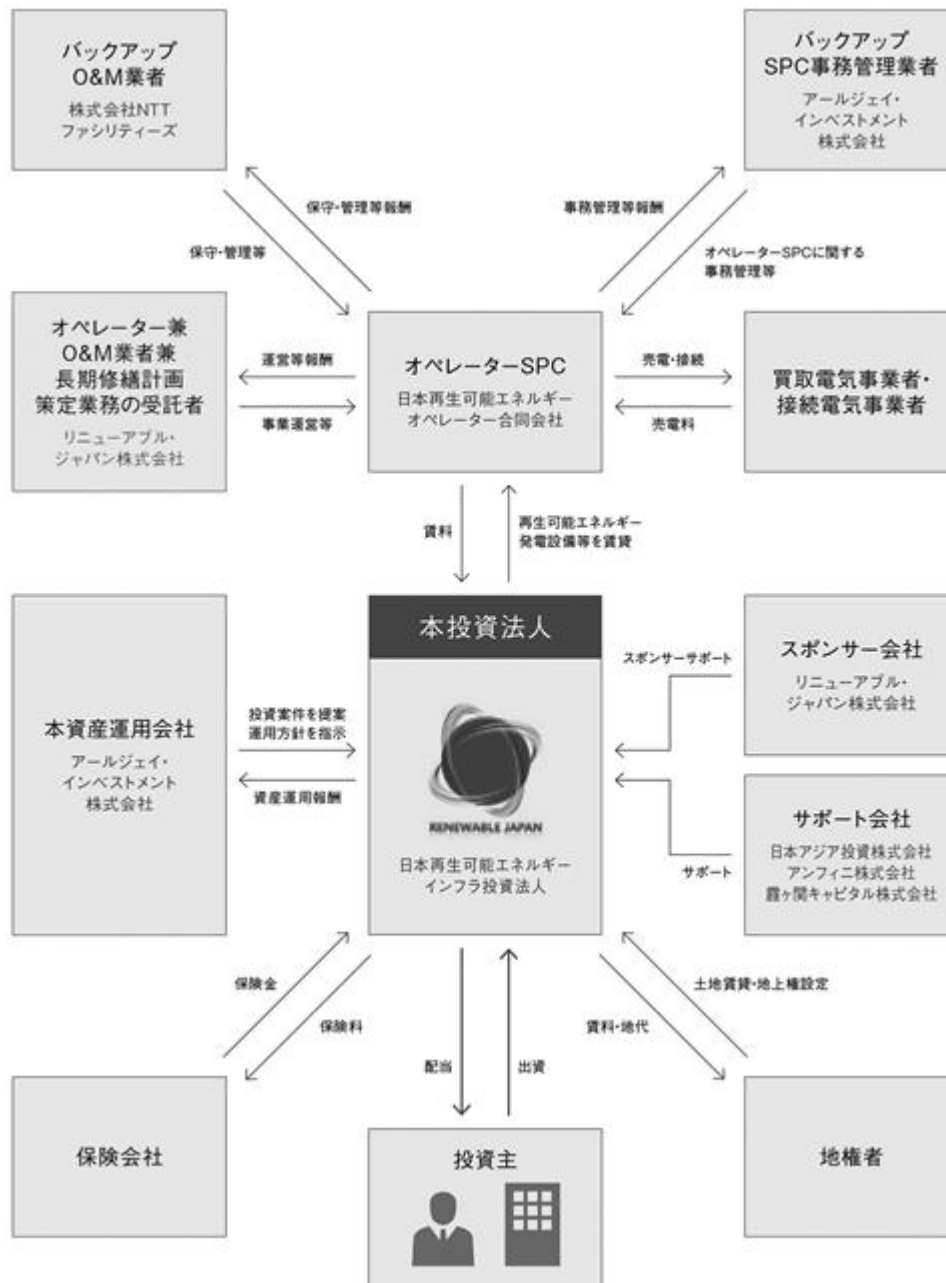 バックアップ
O&M業者
株式会社NTT
ファシリティーズ
バックアップ
SPC事務管理業者
アールジェイ・
インベストメント
株式会社
保守・管理等報酬
事務管理等報酬
保守・管理等
オペレーターSPCに関する
事務管理等
オペレーター兼
O&M業者兼
長期修繕計画
策定業務の受託者
リニューアブル・
ジャパン株式会社
運営等報酬
事業運営等
オペレーターSPC
日本再生可能エネルギー
オペレーター合同会社
売電・接続
売電料
買取電気事業者・
接続電気事業者
賃料
再生可能エネルギー
発電設備等を賃貸
本資産運用会社
アールジェイ・
インベストメント
株式会社
投資案件を提案
運用方針を指示
資産運用報酬
本投資法人
RENEWABLE JAPAN
日本再生可能エネルギー
インフラ投資法人
スポンサーサポート
スポンサー会社
リニューアブル・
ジャパン株式会社
サポート
サポート会社
日本アジア投資株式会社
アンフィニ株式会社
霞ヶ関キャピタル株式会社
保険金
保険料
配当
出資
土地賃貸・地上権設定
賃料・地代
保険会社
投資主
地権者